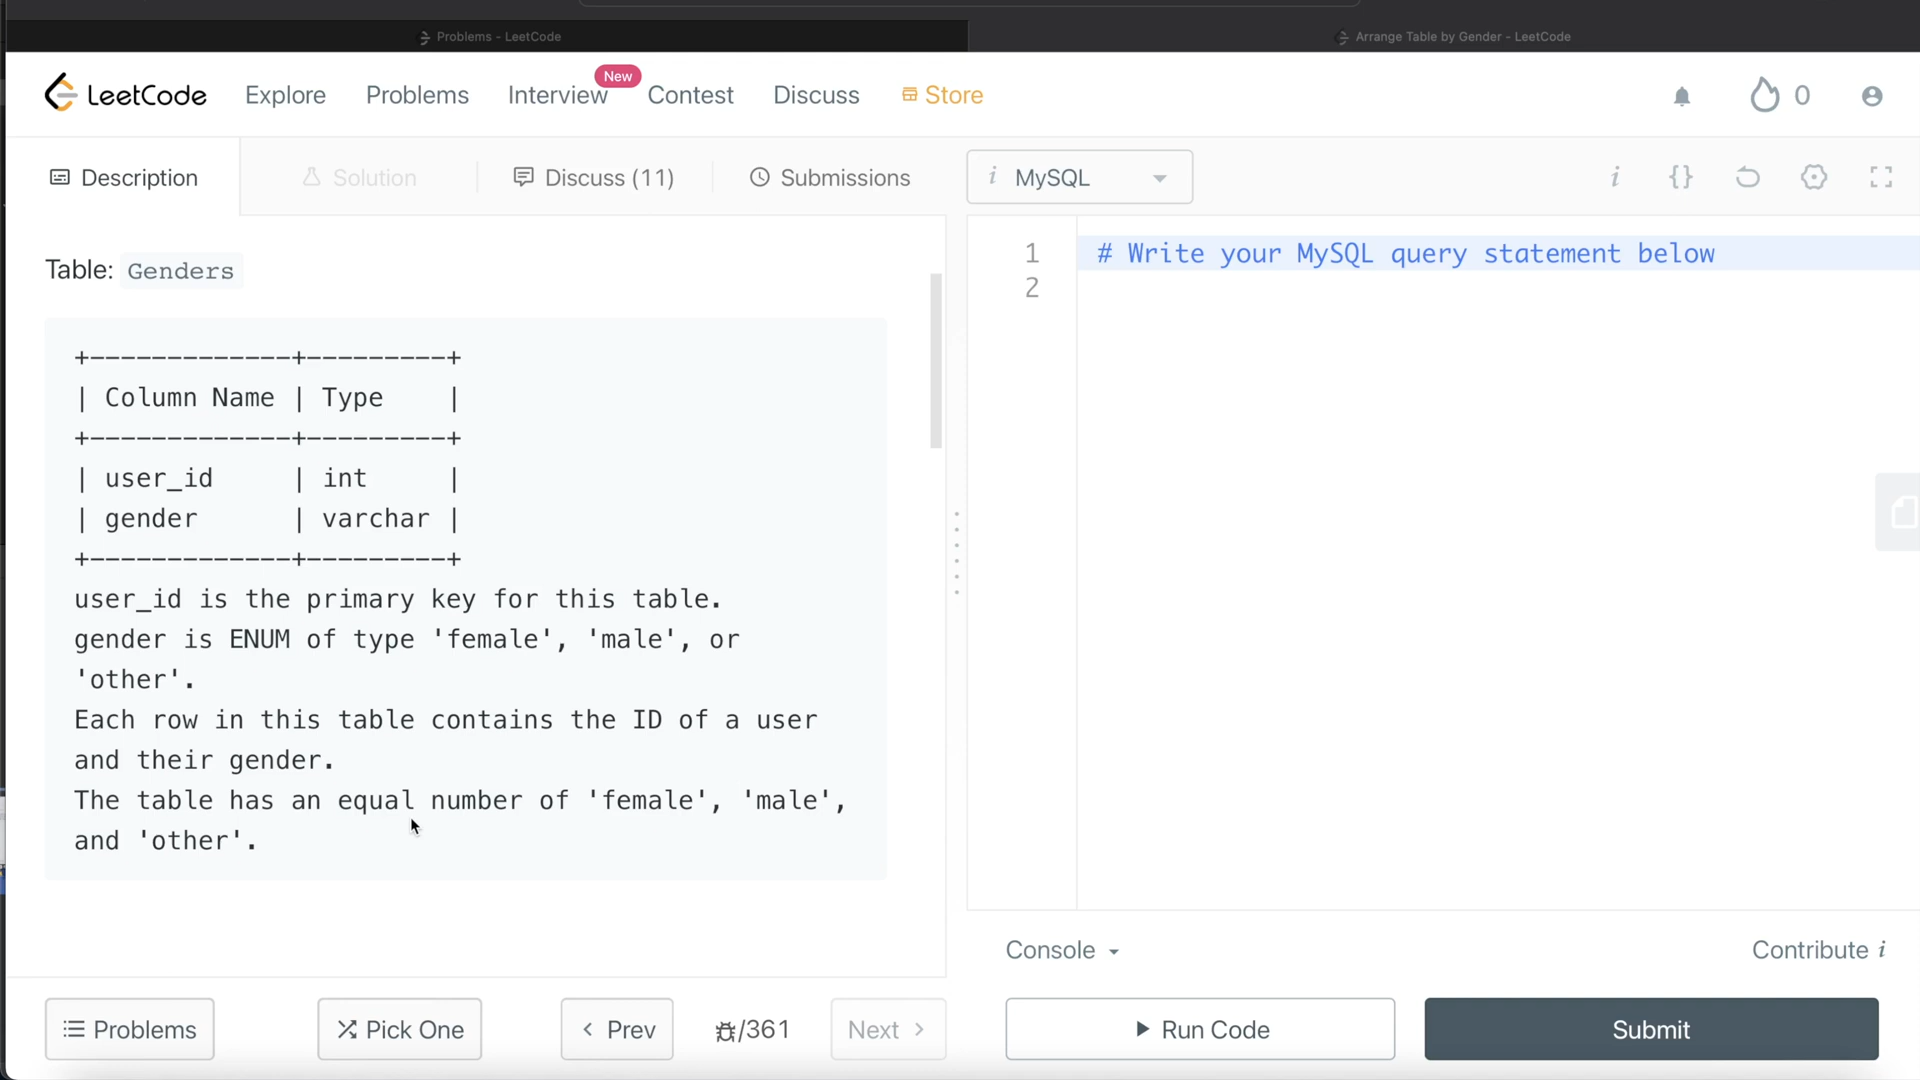 Problems - LeetCode
Arrange Table by Gender - LeetCode
LeetCode Explore Problems Interview New Contest Discuss Store 0
Description Solution Discuss (11) Submissions
i MySQL i {}
Table: Genders
+-------------+---------+
| Column Name | Type    |
+-------------+---------+
| user_id     | int     |
| gender      | varchar |
+-------------+---------+
user_id is the primary key for this table.
gender is ENUM of type 'female', 'male', or
'other'.
Each row in this table contains the ID of a user
and their gender.
The table has an equal number of 'female', 'male',
and 'other'.
1 # Write your MySQL query statement below
2
Console
Contribute i
Problems Pick One < Prev /361 Next >
Run Code Submit